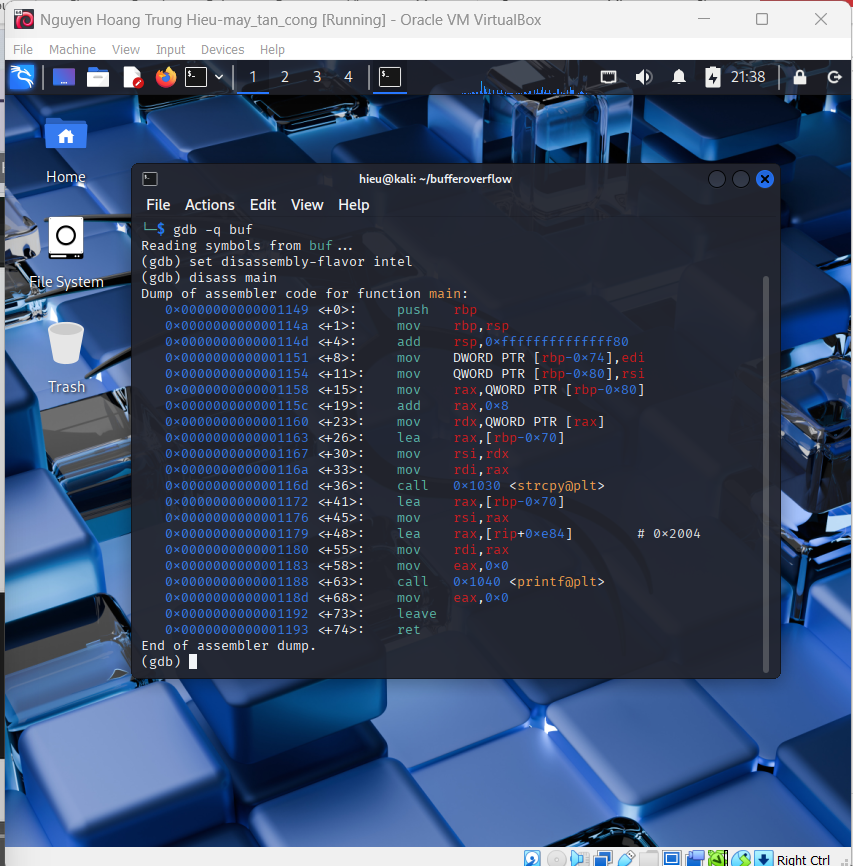 Nguyen Hoang Trung Hieu-may_tan_cong [Running] - Oracle VM VirtualBox
File Machine View Input Devices Help
1 2 3 4 21:38
Home
File System
Trash
hieu@kali: ~/bufferoverflow
File Actions Edit View Help
└─$ gdb -q buf
Reading symbols from buf...
(gdb) set disassembly-flavor intel
(gdb) disass main
Dump of assembler code for function main:
0x0000000000001149 <+0>: push rbp
0x000000000000114a <+1>: mov rbp,rsp
0x000000000000114d <+4>: add rsp,0xffffffffffffff80
0x0000000000001151 <+8>: mov DWORD PTR [rbp-0x74],edi
0x0000000000001154 <+11>: mov QWORD PTR [rbp-0x80],rsi
0x0000000000001158 <+15>: mov rax,QWORD PTR [rbp-0x80]
0x000000000000115c <+19>: add rax,0x8
0x0000000000001160 <+23>: mov rdx,QWORD PTR [rax]
0x0000000000001163 <+26>: lea rax,[rbp-0x70]
0x0000000000001167 <+30>: mov rsi,rdx
0x000000000000116a <+33>: mov rdi,rax
0x000000000000116d <+36>: call 0x1030 <strcpy@plt>
0x0000000000001172 <+41>: lea rax,[rbp-0x70]
0x0000000000001176 <+45>: mov rsi,rax
0x0000000000001179 <+48>: lea rax,[rip+0xe84] # 0x2004
0x0000000000001180 <+55>: mov rdi,rax
0x0000000000001183 <+58>: mov eax,0x0
0x0000000000001188 <+63>: call 0x1040 <printf@plt>
0x000000000000118d <+68>: mov eax,0x0
0x0000000000001192 <+73>: leave
0x0000000000001193 <+74>: ret
End of assembler dump.
(gdb)
Right Ctrl